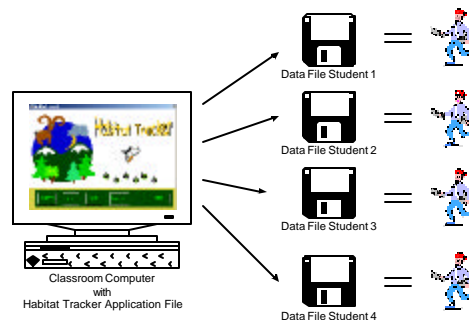 Habitat Tracker
Classroom Computer
with
Habitat Tracker Application File
Data File Student 1
Data File Student 2
Data File Student 3
Data File Student 4